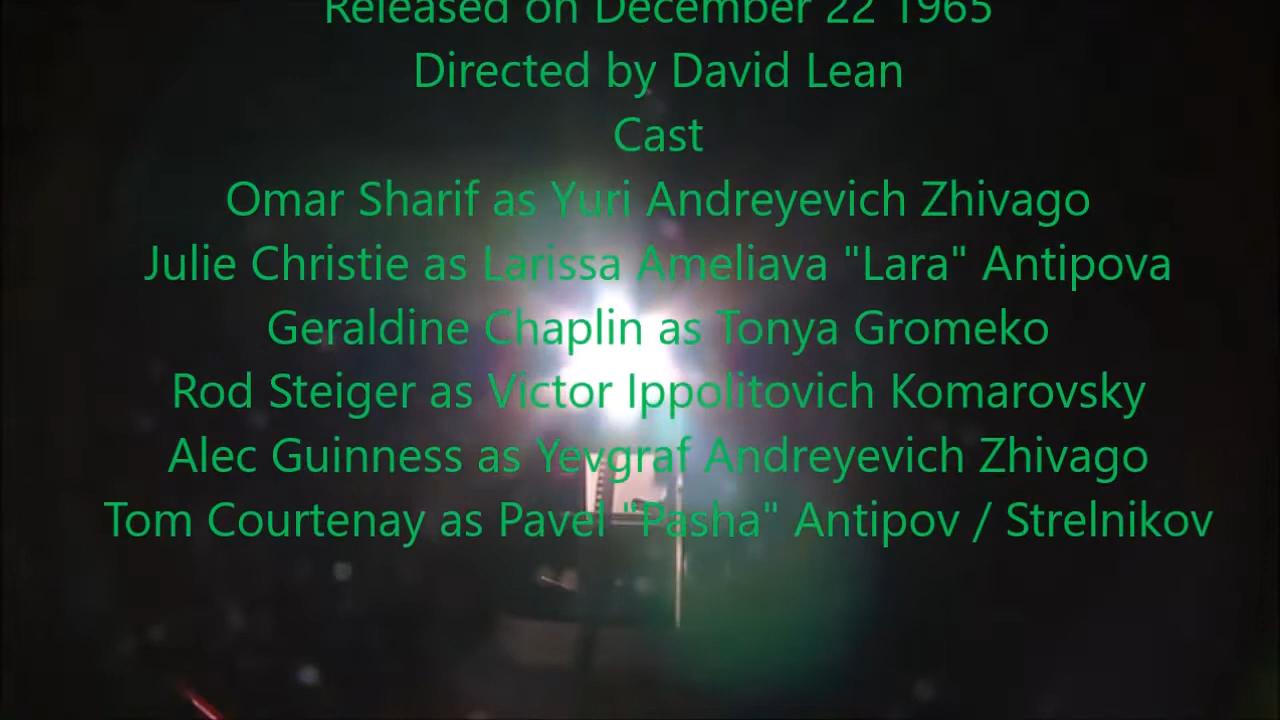 Released on December 22 1965
Directed by David Lean
Cast
Omar Sharif as Yuri Andreyevich Zhivago
Julie Christie as Larissa Ameliava "Lara" Antipova
Geraldine Chaplin as Tonya Gromeko
Rod Steiger as Victor Ippolitovich Komarovsky
Alec Guinness as Yevgraf Andreyevich Zhivago
Tom Courtenay as Pavel "Pasha" Antipov / Strelnikov